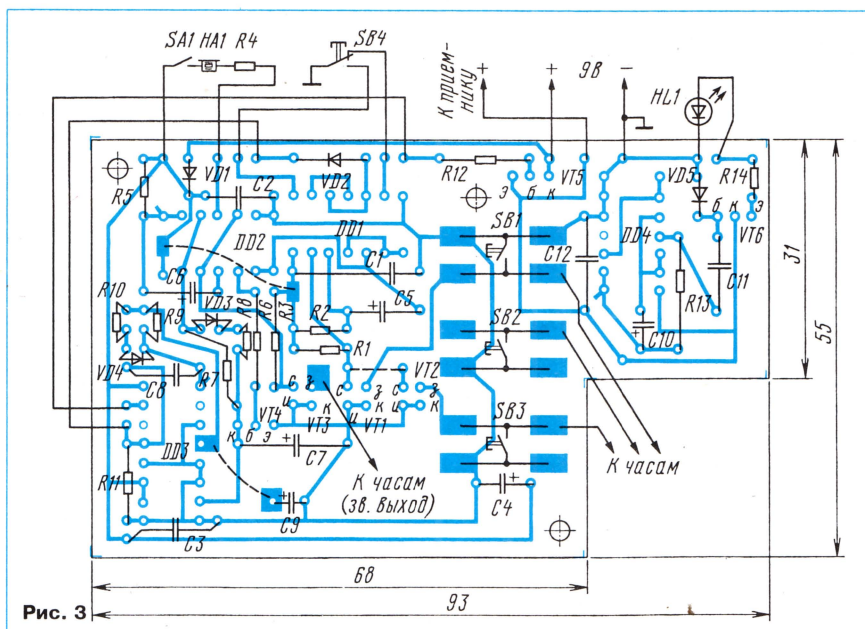 SA1 HA1 R4
SB4
К прием-
нику
+
+
9В
−
HL1
R5
VD1
C2
VD2
R12
VT5
э б к
VD5
R14
б к э
VT6
DD2
DD1
SB1
C12
DD4
C6
+
C1
R10
R9
VD3
R8
R6
R3
R2
+
C5
R13
C11
+
C10
SB2
R1
VD4
C8
R7
с з
и к
VT2
с з
и к
с з
и к
VT4
к б э
VT3
VT1
SB3
DD3
+
C7
R11
К часам
(зв. выход)
К часам
+
C9
C4
+
C3
31
55
68
93
Рис. 3